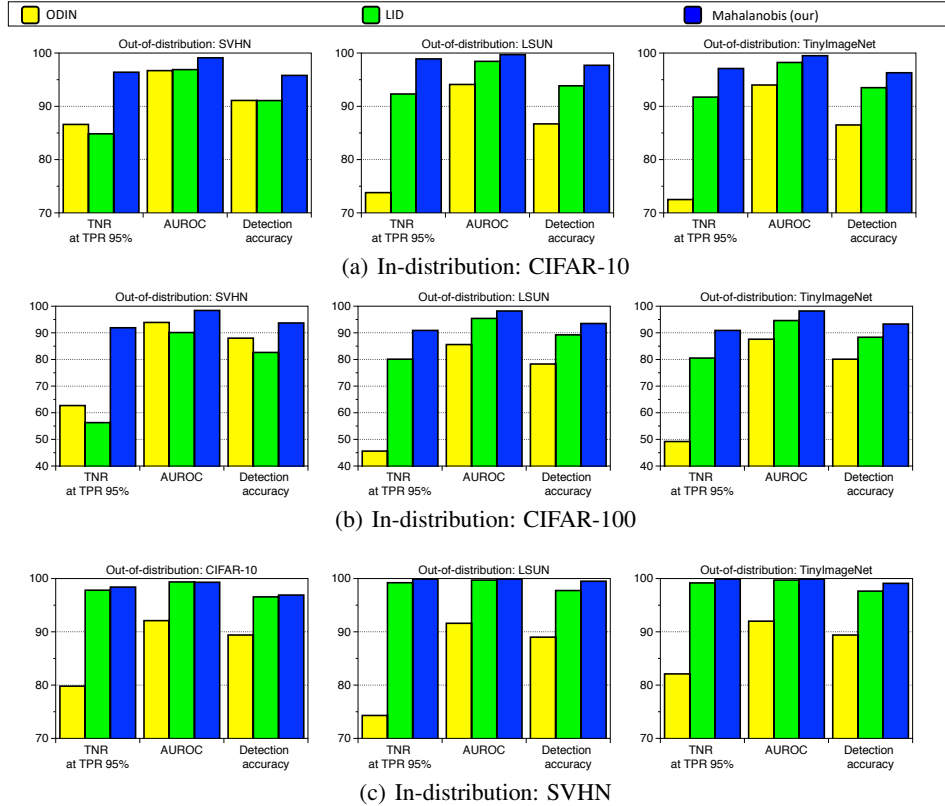 ODIN LID Mahalanobis (our)
Out-of-distribution: SVHN Out-of-distribution: LSUN Out-of-distribution: TinyImageNet
100 100 100
90 90 90
80 80 80
70 70 70
TNR AUROC Detection TNR AUROC Detection TNR AUROC Detection
at TPR 95% accuracy at TPR 95% accuracy at TPR 95% accuracy
(a) In-distribution: CIFAR-10
Out-of-distribution: SVHN Out-of-distribution: LSUN Out-of-distribution: TinyImageNet
100 100 100
90 90 90
80 80 80
70 70 70
60 60 60
50 50 50
40 40 40
TNR AUROC Detection TNR AUROC Detection TNR AUROC Detection
at TPR 95% accuracy at TPR 95% accuracy at TPR 95% accuracy
(b) In-distribution: CIFAR-100
Out-of-distribution: CIFAR-10 Out-of-distribution: LSUN Out-of-distribution: TinyImageNet
100 100 100
90 90 90
80 80 80
70 70 70
TNR AUROC Detection TNR AUROC Detection TNR AUROC Detection
at TPR 95% accuracy at TPR 95% accuracy at TPR 95% accuracy
(c) In-distribution: SVHN